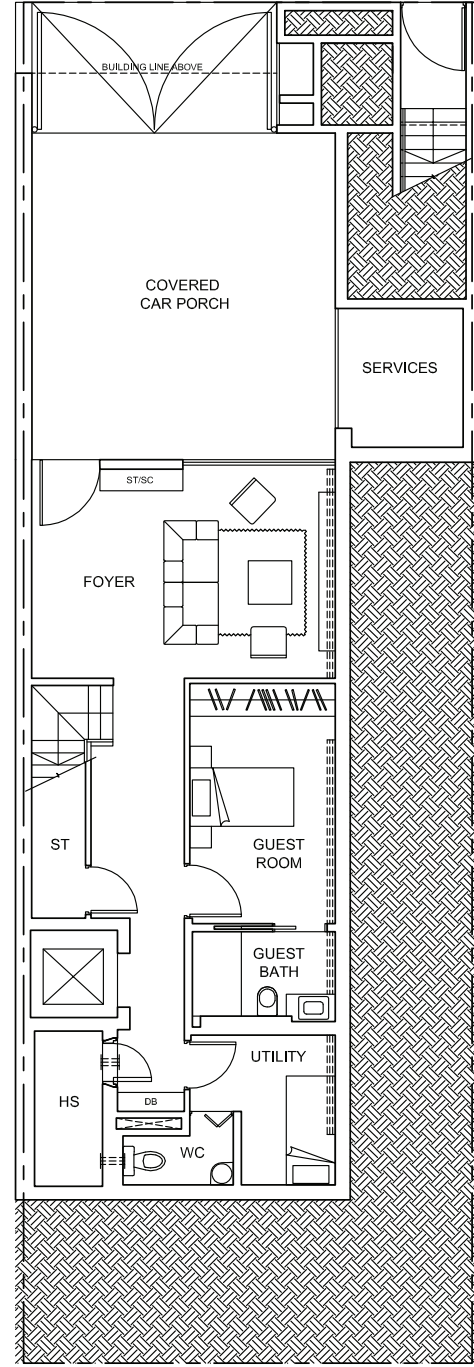 BUILDING LINE ABOVE
COVERED
CAR PORCH
SERVICES
ST/SC
FOYER
GUEST
ROOM
ST
GUEST
BATH
UTILITY
HS
DB
WC